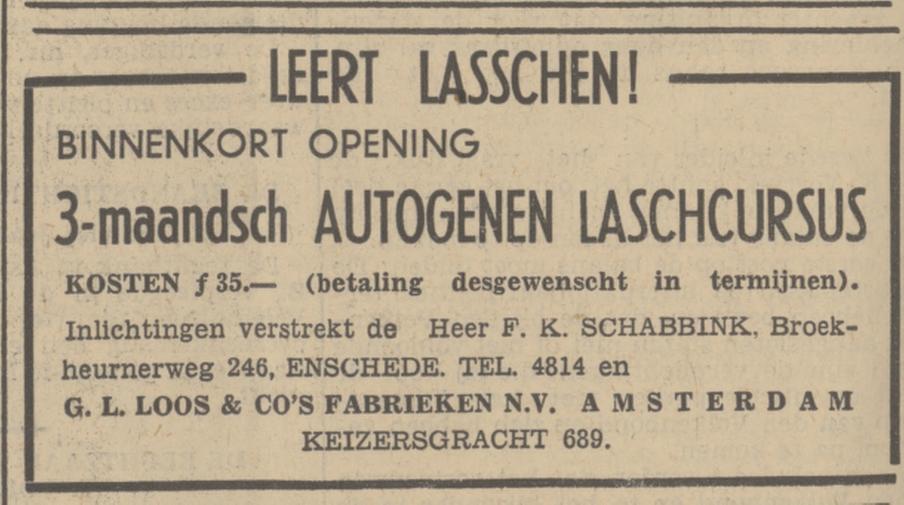 LEERT LASSCHEN!
BINNENKORT OPENING
3-maandsch AUTOGENEN LASCHCURSUS
KOSTEN ƒ 35.— (betaling desgewenscht in termijnen).
Inlichtingen verstrekt de Heer F. K. SCHABBINK, Broek-
heurnerweg 246, ENSCHEDE. TEL. 4814 en
G. L. LOOS & CO'S FABRIEKEN N.V. AMSTERDAM
KEIZERSGRACHT 689.